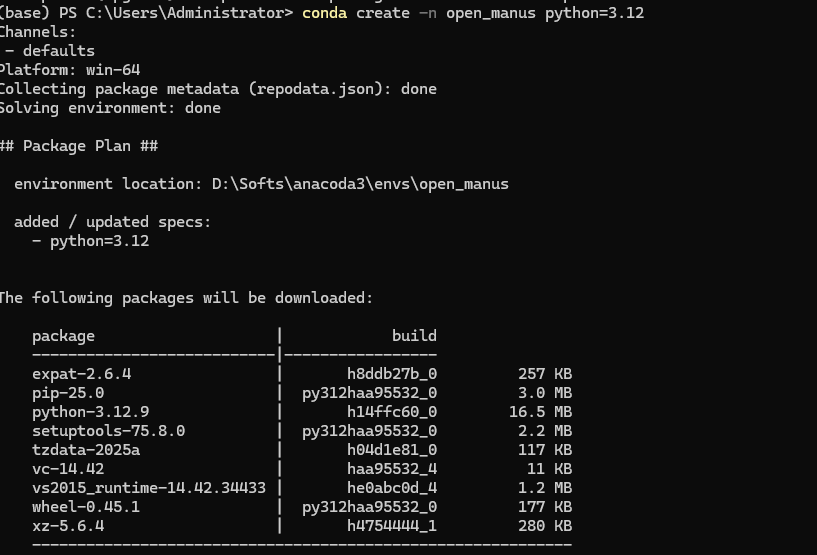 (base) PS C:\Users\Administrator> conda create -n open_manus python=3.12
Channels:
 - defaults
Platform: win-64
Collecting package metadata (repodata.json): done
Solving environment: done

## Package Plan ##

  environment location: D:\Softs\anacoda3\envs\open_manus

  added / updated specs:
    - python=3.12


The following packages will be downloaded:

    package                    |            build
    ---------------------------|-----------------
    expat-2.6.4                |       h8ddb27b_0         257 KB
    pip-25.0                   |  py312haa95532_0         3.0 MB
    python-3.12.9              |       h14ffc60_0        16.5 MB
    setuptools-75.8.0          |  py312haa95532_0         2.2 MB
    tzdata-2025a               |       h04d1e81_0         117 KB
    vc-14.42                   |       haa95532_4          11 KB
    vs2015_runtime-14.42.34433 |       he0abc0d_4         1.2 MB
    wheel-0.45.1               |  py312haa95532_0         177 KB
    xz-5.6.4                   |       h4754444_1         280 KB
    ------------------------------------------------------------